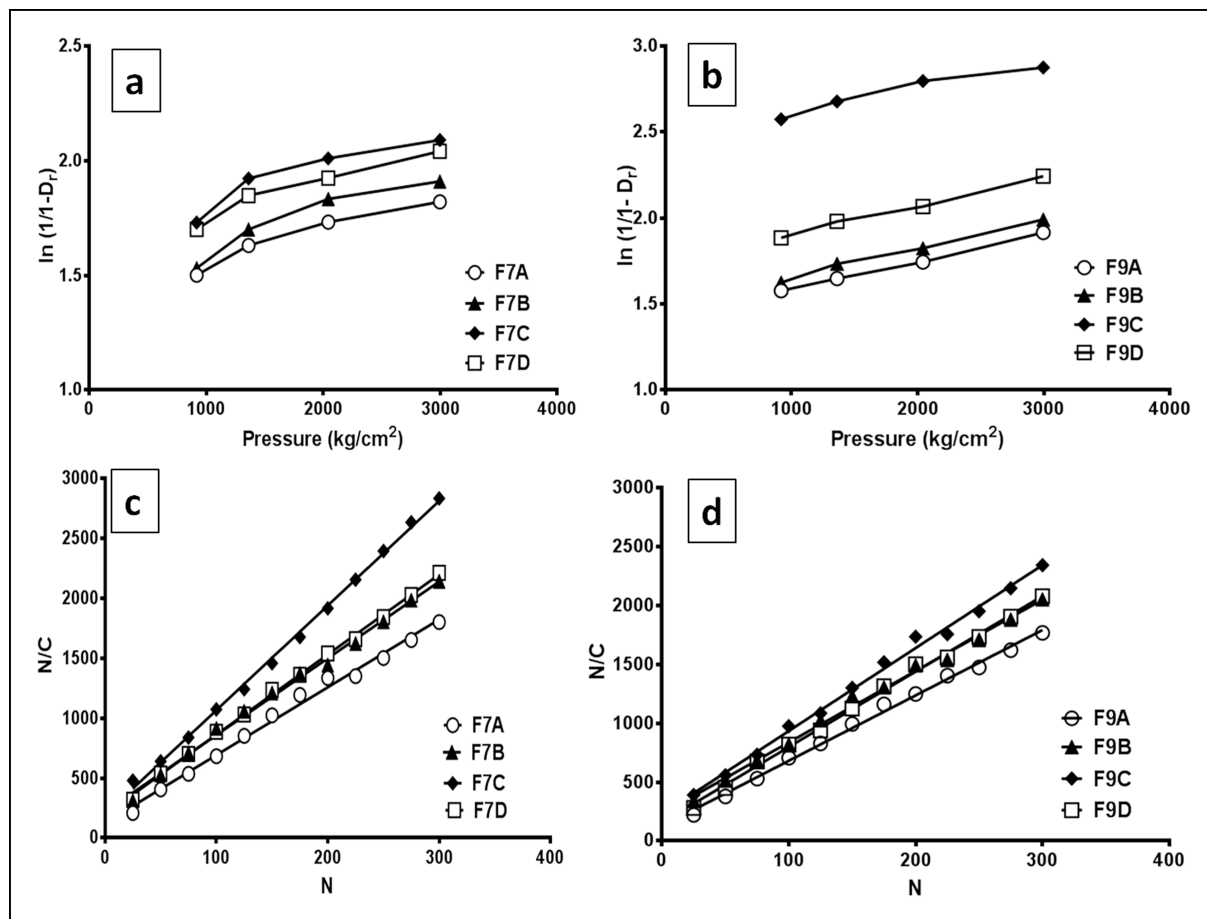 a
2.5
2.0
1.5
1.0
ln (1/1-Dr)
0 1000 2000 3000 4000
Pressure (kg/cm2)
F7A
F7B
F7C
F7D
b
3.0
2.5
2.0
1.5
1.0
ln (1/1- Dr)
0 1000 2000 3000 4000
Pressure (kg/cm2)
F9A
F9B
F9C
F9D
c
3000
2500
2000
1500
1000
500
0
N/C
0 100 200 300 400
N
F7A
F7B
F7C
F7D
d
3000
2500
2000
1500
1000
500
0
N/C
0 100 200 300 400
N
F9A
F9B
F9C
F9D